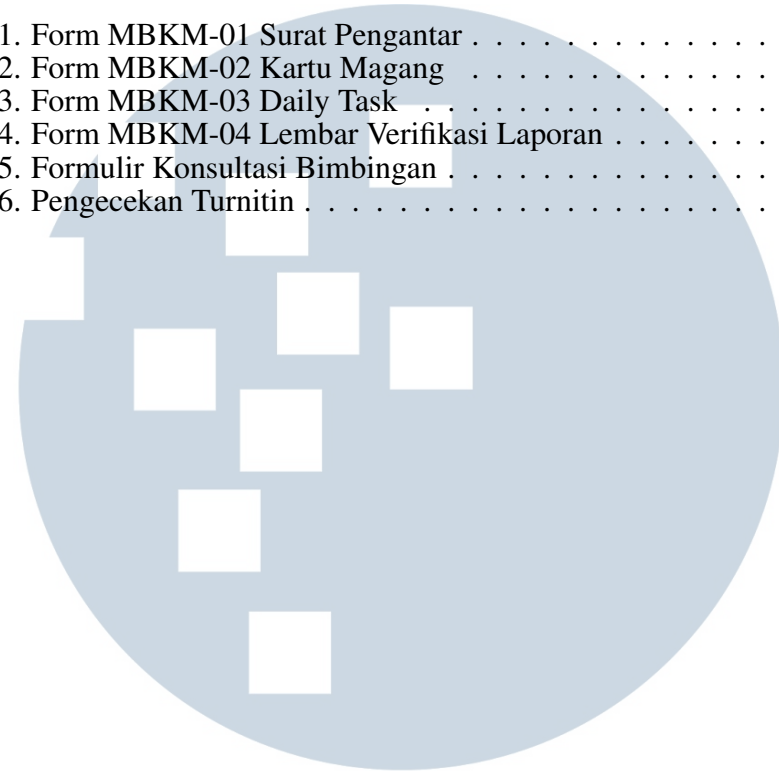 1. Form MBKM-01 Surat Pengantar . . . . . . . . . . . . .
2. Form MBKM-02 Kartu Magang . . . . . . . . . . . . .
3. Form MBKM-03 Daily Task . . . . . . . . . . . . . . .
4. Form MBKM-04 Lembar Verifikasi Laporan . . . . . . .
5. Formulir Konsultasi Bimbingan . . . . . . . . . . . . . .
6. Pengecekan Turnitin . . . . . . . . . . . . . . . . . . .